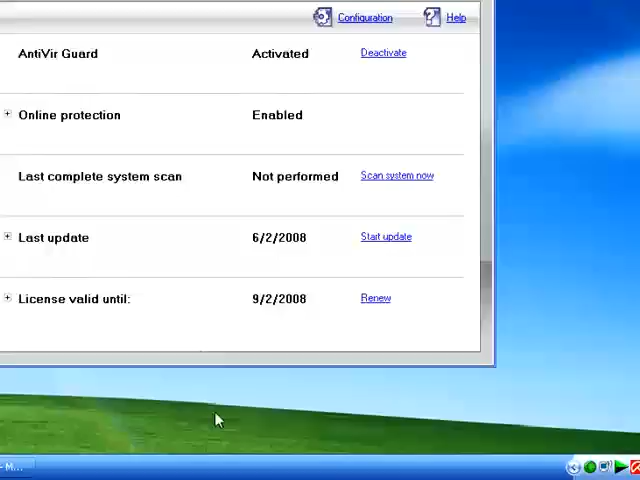 Configuration Help
AntiVir Guard Activated Deactivate
Online protection Enabled
Last complete system scan Not performed Scan system now
Last update 6/2/2008 Start update
License valid until: 9/2/2008 Renew
- M...